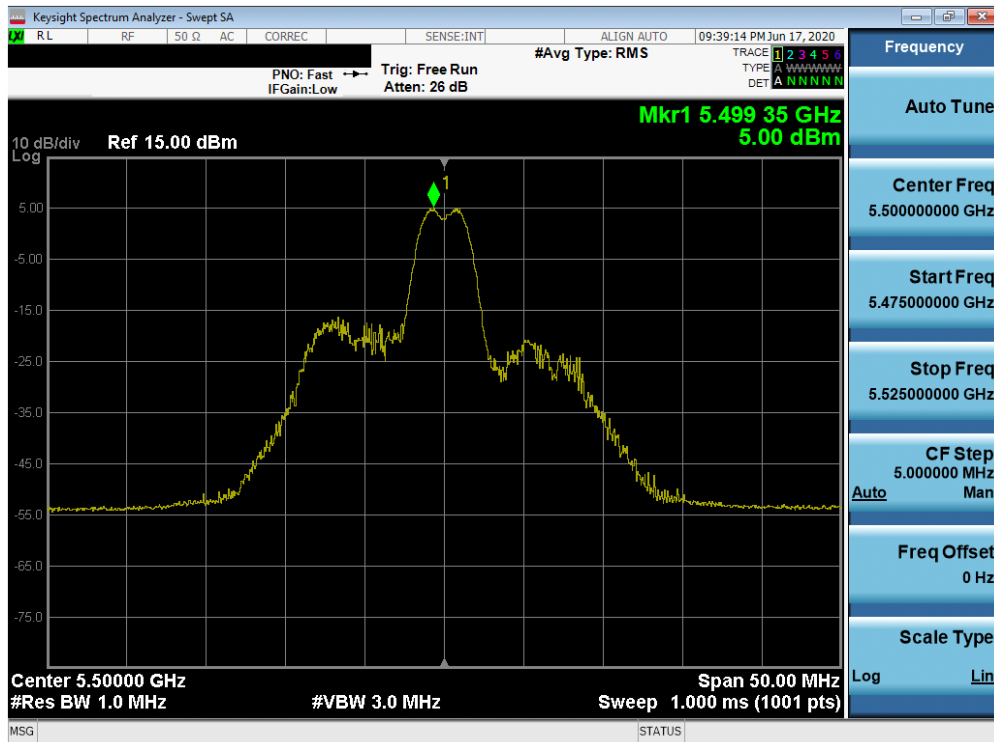 Keysight Spectrum Analyzer - Swept SA
LXI RL RF 50 Ω AC CORREC SENSE:INT ALIGN AUTO 09:39:14 PM Jun 17, 2020
PNO: Fast
IFGain:Low
Trig: Free Run
Atten: 26 dB
#Avg Type: RMS
TRACE 1 2 3 4 5 6
TYPE A WWWWW
DET A N N N N N
Mkr1 5.499 35 GHz
5.00 dBm
10 dB/div Ref 15.00 dBm
Log
1
5.00
-5.00
-15.0
-25.0
-35.0
-45.0
-55.0
-65.0
-75.0
Center 5.50000 GHz Span 50.00 MHz
#Res BW 1.0 MHz #VBW 3.0 MHz Sweep 1.000 ms (1001 pts)
MSG STATUS
Frequency
Auto Tune
Center Freq
5.500000000 GHz
Start Freq
5.475000000 GHz
Stop Freq
5.525000000 GHz
CF Step
5.000000 MHz
Auto Man
Freq Offset
0 Hz
Scale Type
Log Lin